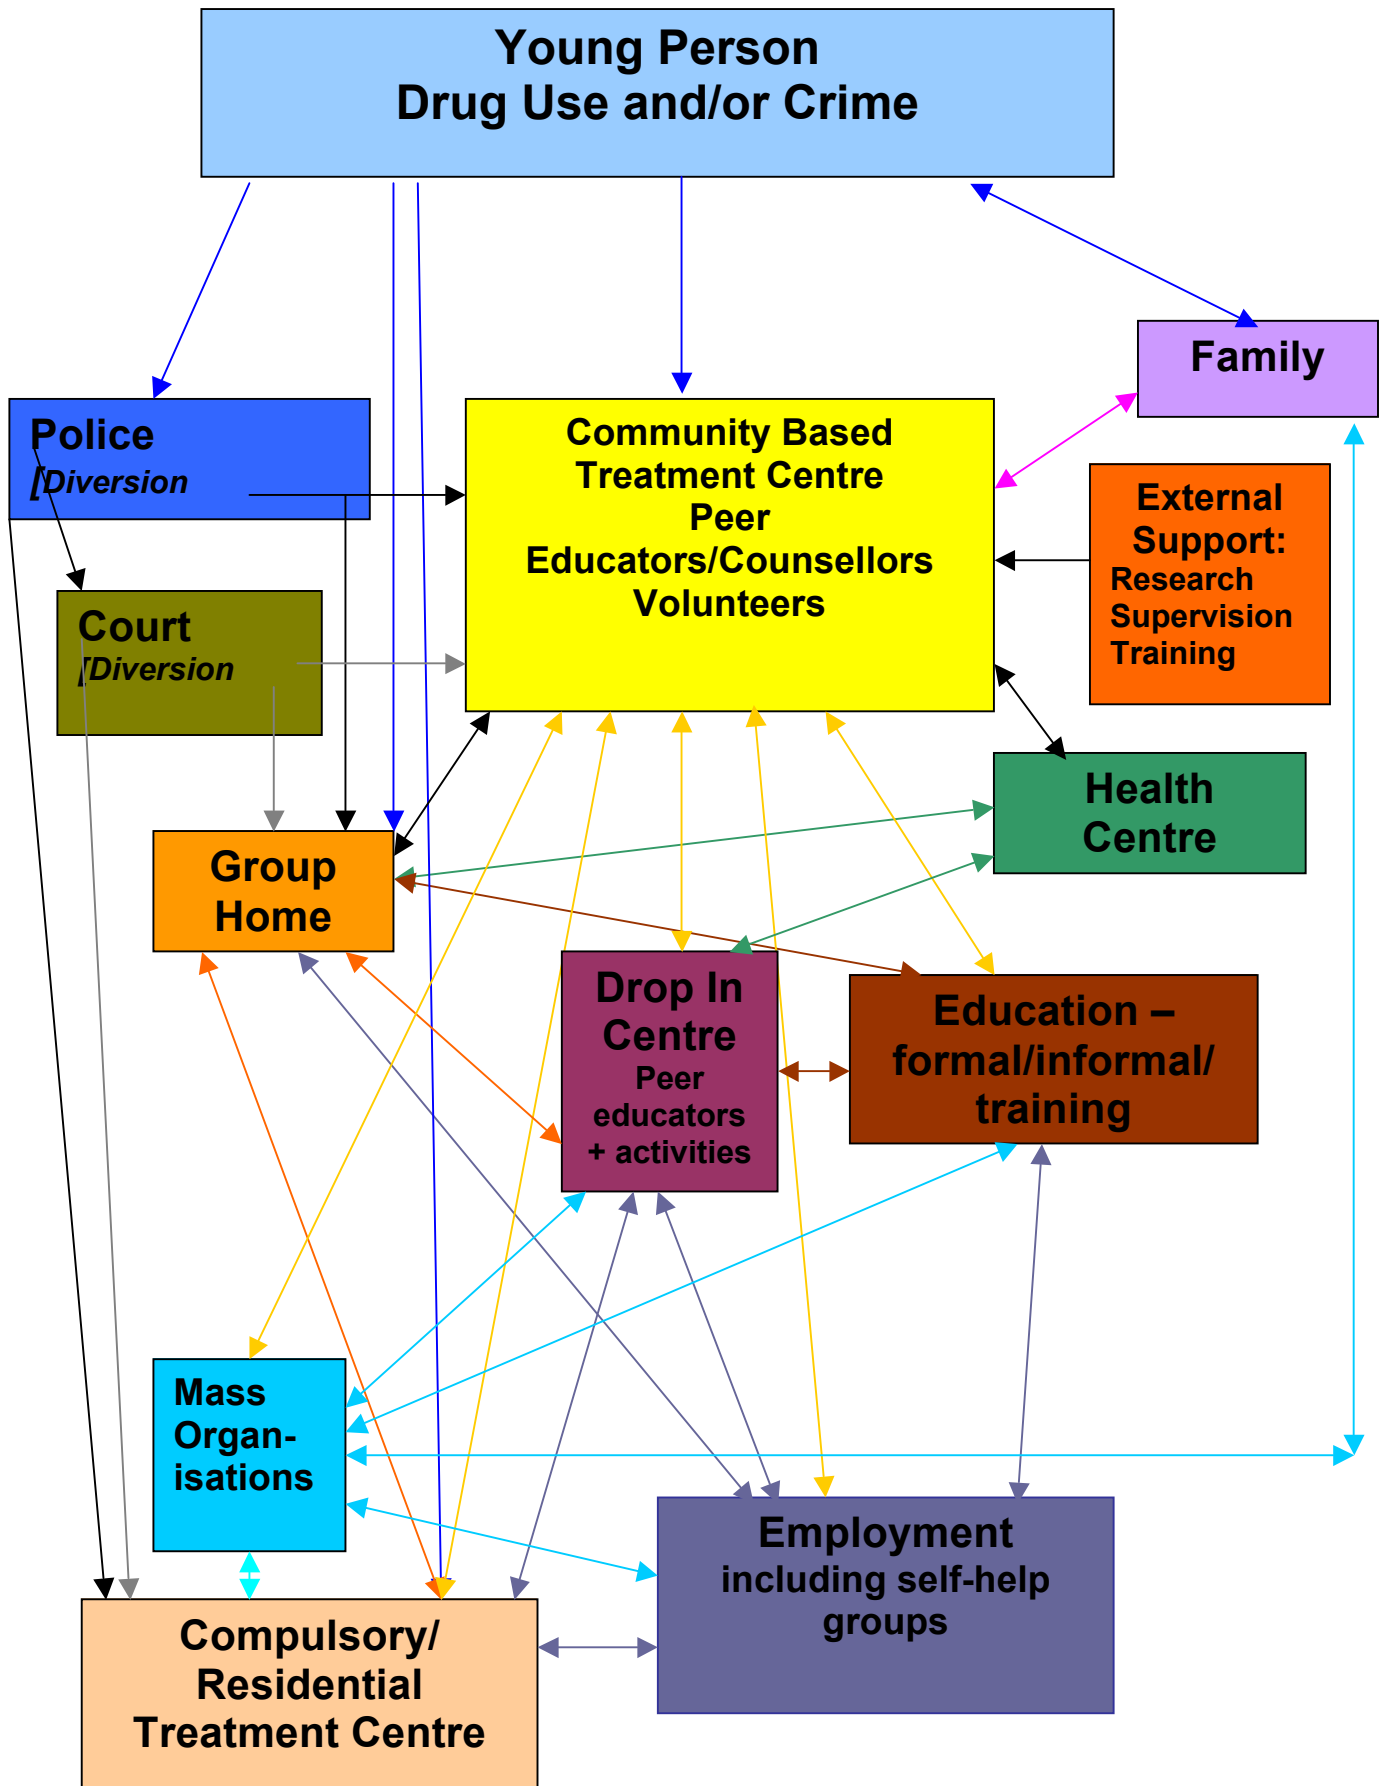 Young Person
Drug Use and/or Crime
Family
Police
[Diversion
Community Based
Treatment Centre
Peer
Educators/Counsellors
Volunteers
External
Support:
Research
Supervision
Training
Court
[Diversion
Health
Centre
Group
Home
Drop In
Centre
Peer
educators
+ activities
Education –
formal/informal/
training
Mass
Organ-
isations
Employment
including self-help
groups
Compulsory/
Residential
Treatment Centre